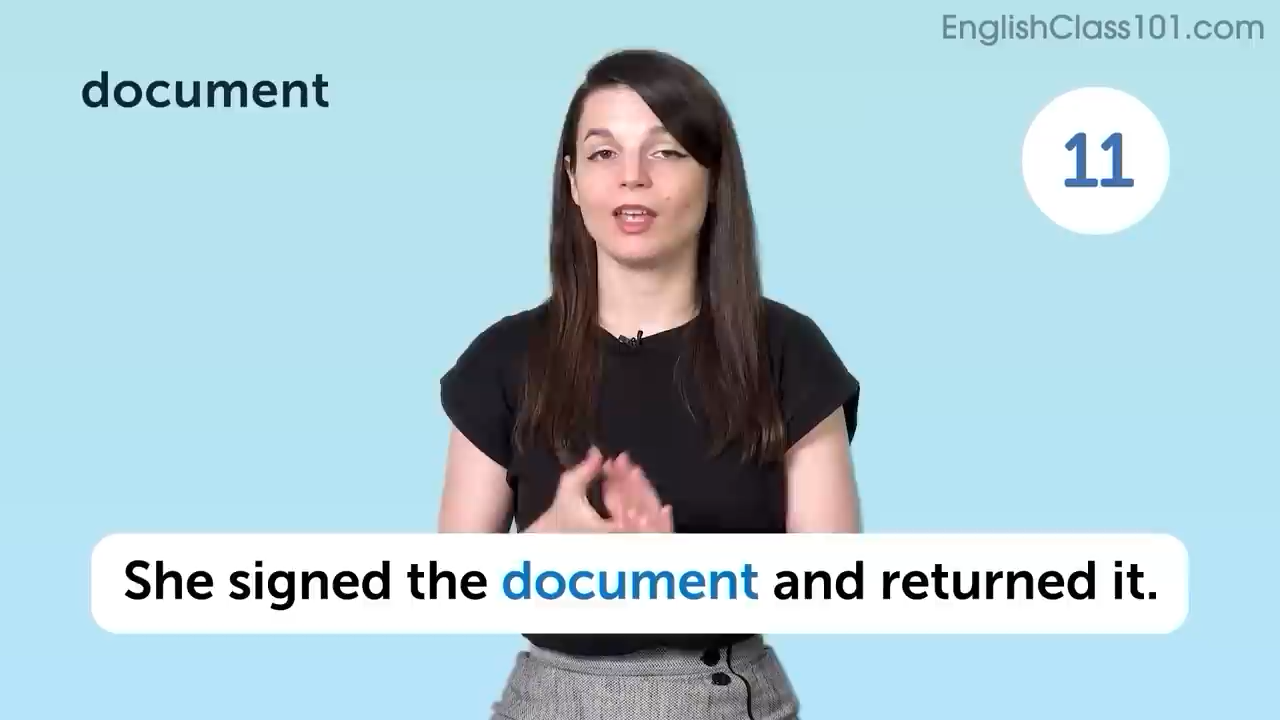 EnglishClass101.com
document
11
She signed the document and returned it.